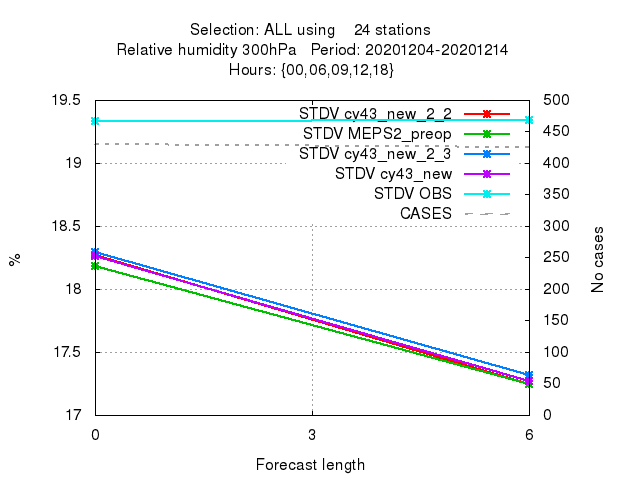 Selection: ALL using 24 stations
Relative humidity 300hPa Period: 20201204-20201214
Hours: {00,06,09,12,18}
19.5
19
18.5
18
17.5
17
%
500
450
400
350
300
250
200
150
100
50
0
No cases
STDV cy43_new_2_2
STDV MEPS2_preop
STDV cy43_new_2_3
STDV cy43_new
STDV OBS
CASES
0 3 6
Forecast length